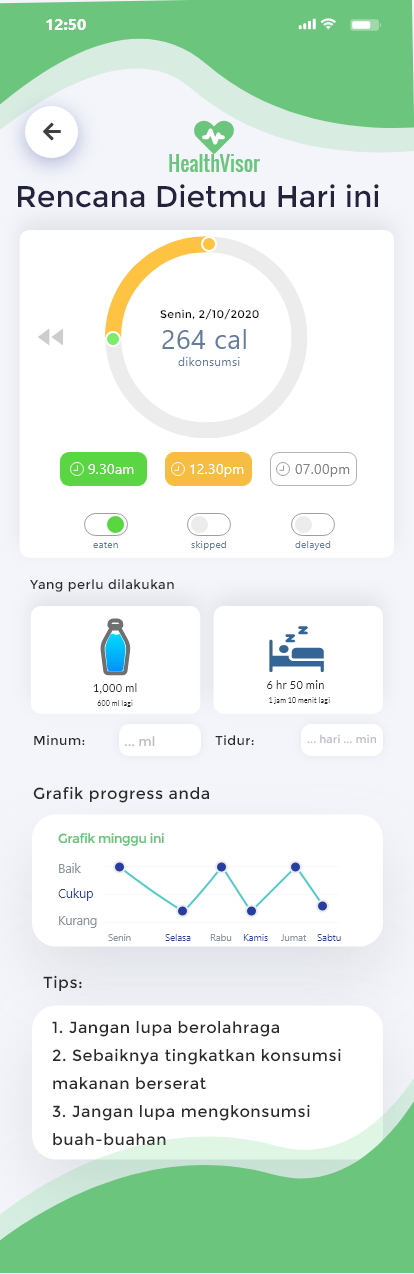 12:50
HealthVisor
Rencana Dietmu Hari ini
Senin, 2/10/2020
264 cal
dikonsumsi
9.30am 12.30pm 07.00pm
eaten skipped delayed
Yang perlu dilakukan
1,000 ml 6 hr 50 min
600 ml lagi 1 jam 10 menit lagi
Minum: ... ml Tidur: ... hari ... min
Grafik progress anda
Grafik minggu ini
Baik
Cukup
Kurang
Senin Selasa Rabu Kamis Jumat Sabtu
Tips:
1. Jangan lupa berolahraga
2. Sebaiknya tingkatkan konsumsi
makanan berserat
3. Jangan lupa mengkonsumsi
buah-buahan